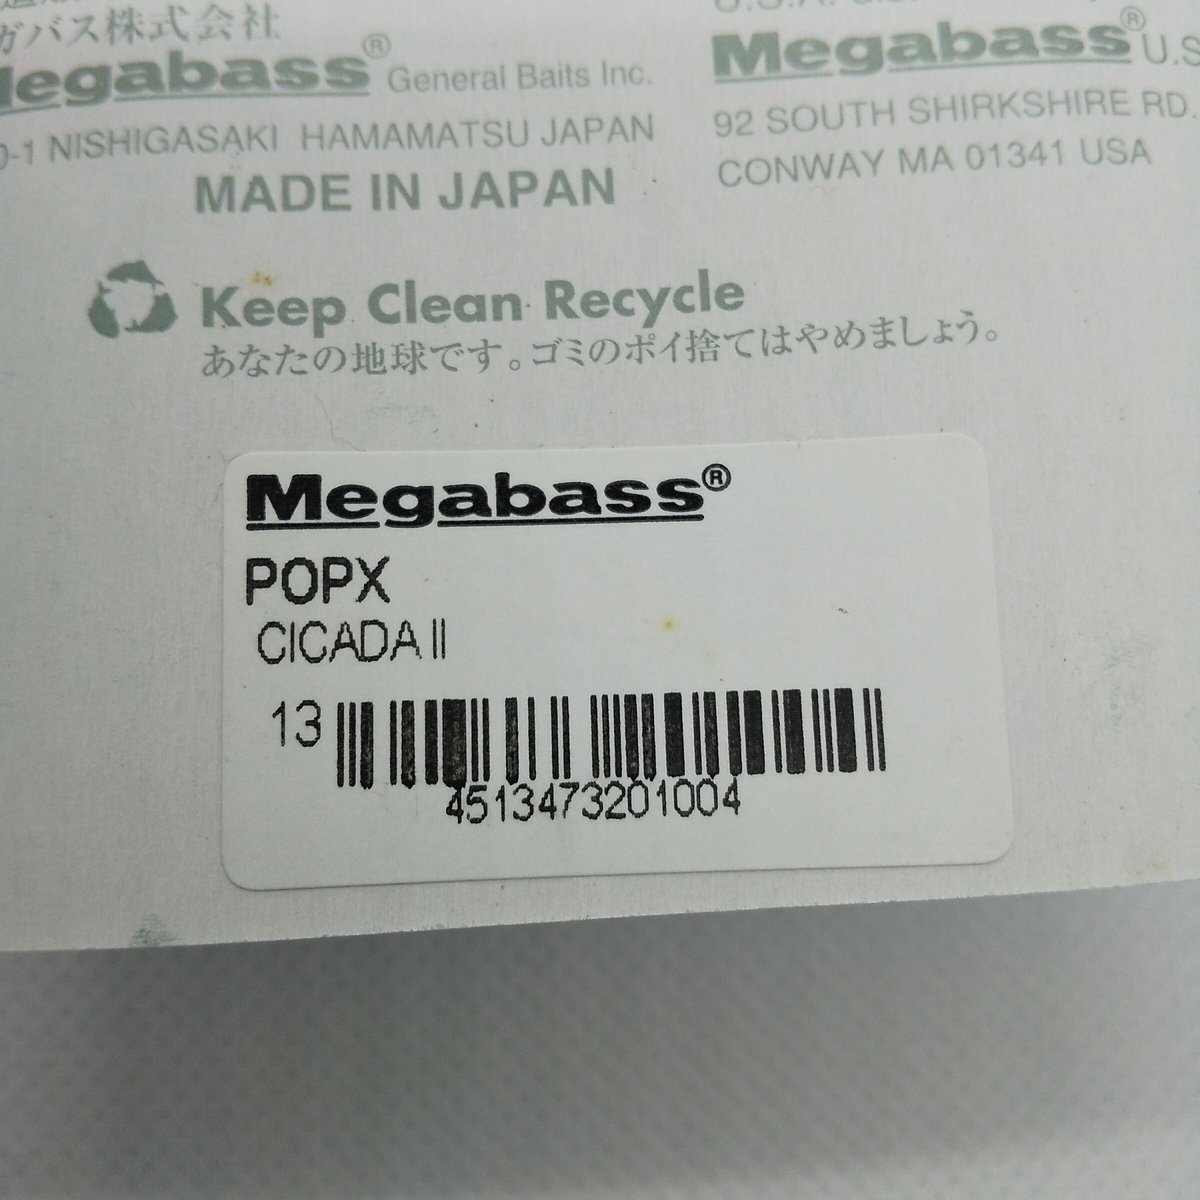 ガバス株式会社
Megabass® General Baits Inc.
0-1 NISHIGASAKI HAMAMATSU JAPAN
MADE IN JAPAN
Megabass® U.S
92 SOUTH SHIRKSHIRE RD.
CONWAY MA 01341 USA
Keep Clean Recycle
あなたの地球です。ゴミのポイ捨てはやめましょう。
Megabass®
POPX
CICADA II
13
4513473201004